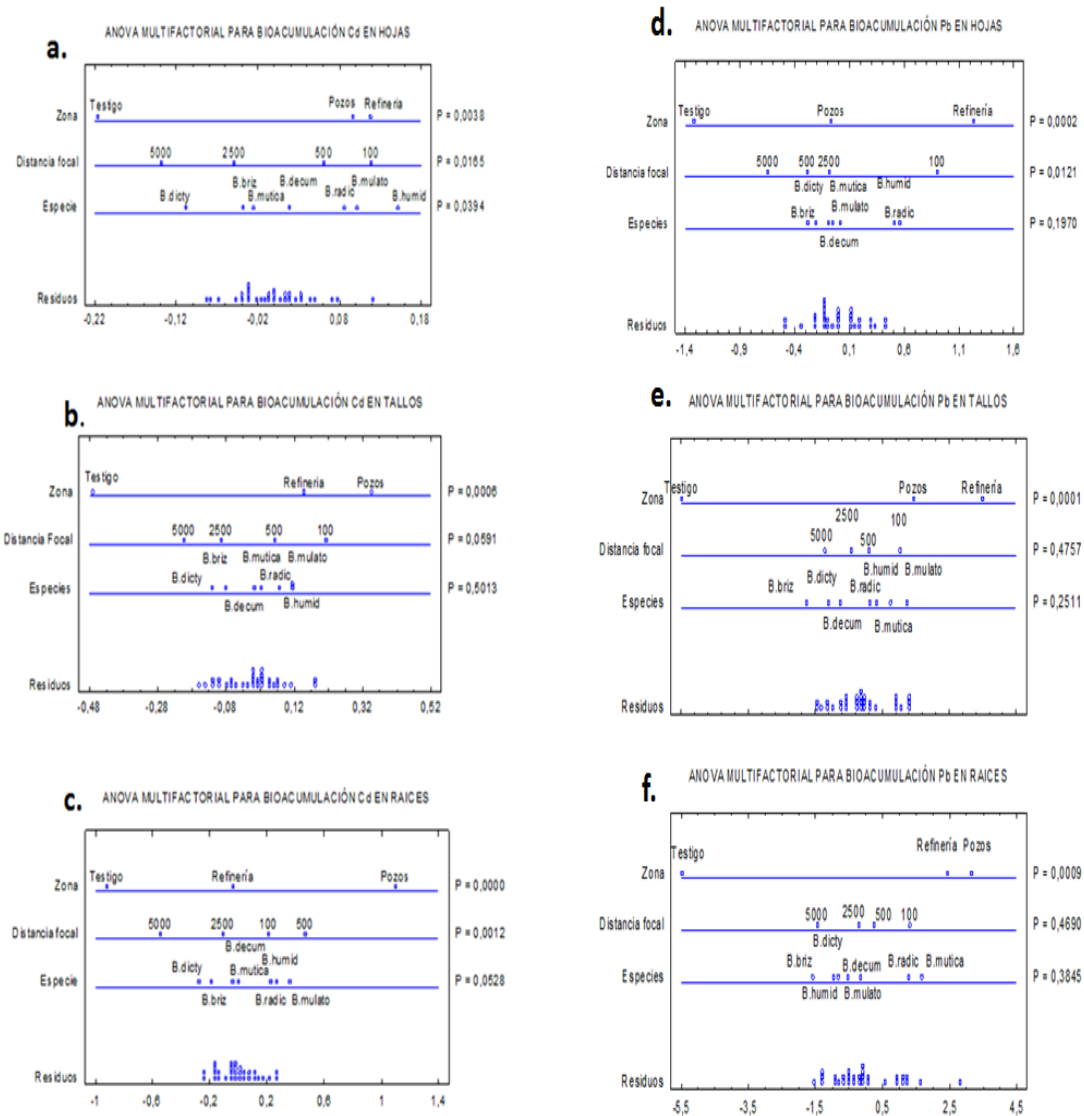 a.
ANOVA MULTIFACTORIAL PARA BIOACUMULACIÓN Cd EN HOJAS
Testigo Pozos Refinería
Zona P = 0,0038
5000 2500 500 100
Distancia focal P = 0,0165
B.briz B.decum B.mulato
B.dicty B.mutica B.radic B.humid
Especie P = 0,0394
Residuos
-0,22 -0,12 -0,02 0,08 0,18
b.
ANOVA MULTIFACTORIAL PARA BIOACUMULACIÓN Cd EN TALLOS
Testigo Refinería Pozos
Zona P = 0,0006
5000 2500 500 100
Distancia Focal P = 0,0591
B.briz B.mutica B.mulato
B.dicty B.radic
Especies P = 0,5013
B.decum B.humid
Residuos
-0,48 -0,28 -0,08 0,12 0,32 0,52
c.
ANOVA MULTIFACTORIAL PARA BIOACUMULACIÓN Cd EN RAICES
Testigo Refinería Pozos
Zona P = 0,0000
5000 2500 100 500
Distancia focal P = 0,0012
B.decum B.humid
B.dicty B.mutica
Especie P = 0,0528
B.briz B.radic B.mulato
Residuos
-1 -0,6 -0,2 0,2 0,6 1 1,4
d.
ANOVA MULTIFACTORIAL PARA BIOACUMULACIÓN Pb EN HOJAS
Testigo Pozos Refinería
Zona P = 0,0002
5000 500 2500 100
Distancia focal P = 0,0121
B.dicty B.mutica B.humid
B.briz B.mulato B.radic
Especies P = 0,1970
B.decum
Residuos
-1,4 -0,9 -0,4 0,1 0,6 1,1 1,6
e.
ANOVA MULTIFACTORIAL PARA BIOACUMULACIÓN Pb EN TALLOS
Testigo Pozos Refinería
Zona P = 0,0001
5000 2500 500 100
Distancia focal P = 0,4757
B.dicty B.humid B.mulato
B.briz B.radic
Especies P = 0,2511
B.decum B.mutica
Residuos
-5,5 -3,5 -1,5 0,5 2,5 4,5
f.
ANOVA MULTIFACTORIAL PARA BIOACUMULACIÓN Pb EN RAICES
Testigo Refinería Pozos
Zona P = 0,0009
5000 2500 500 100
Distancia focal P = 0,4690
B.dicty
B.briz B.decum B.radic B.mutica
Especies P = 0,3845
B.humid B.mulato
Residuos
-5,5 -3,5 -1,5 0,5 2,5 4,5